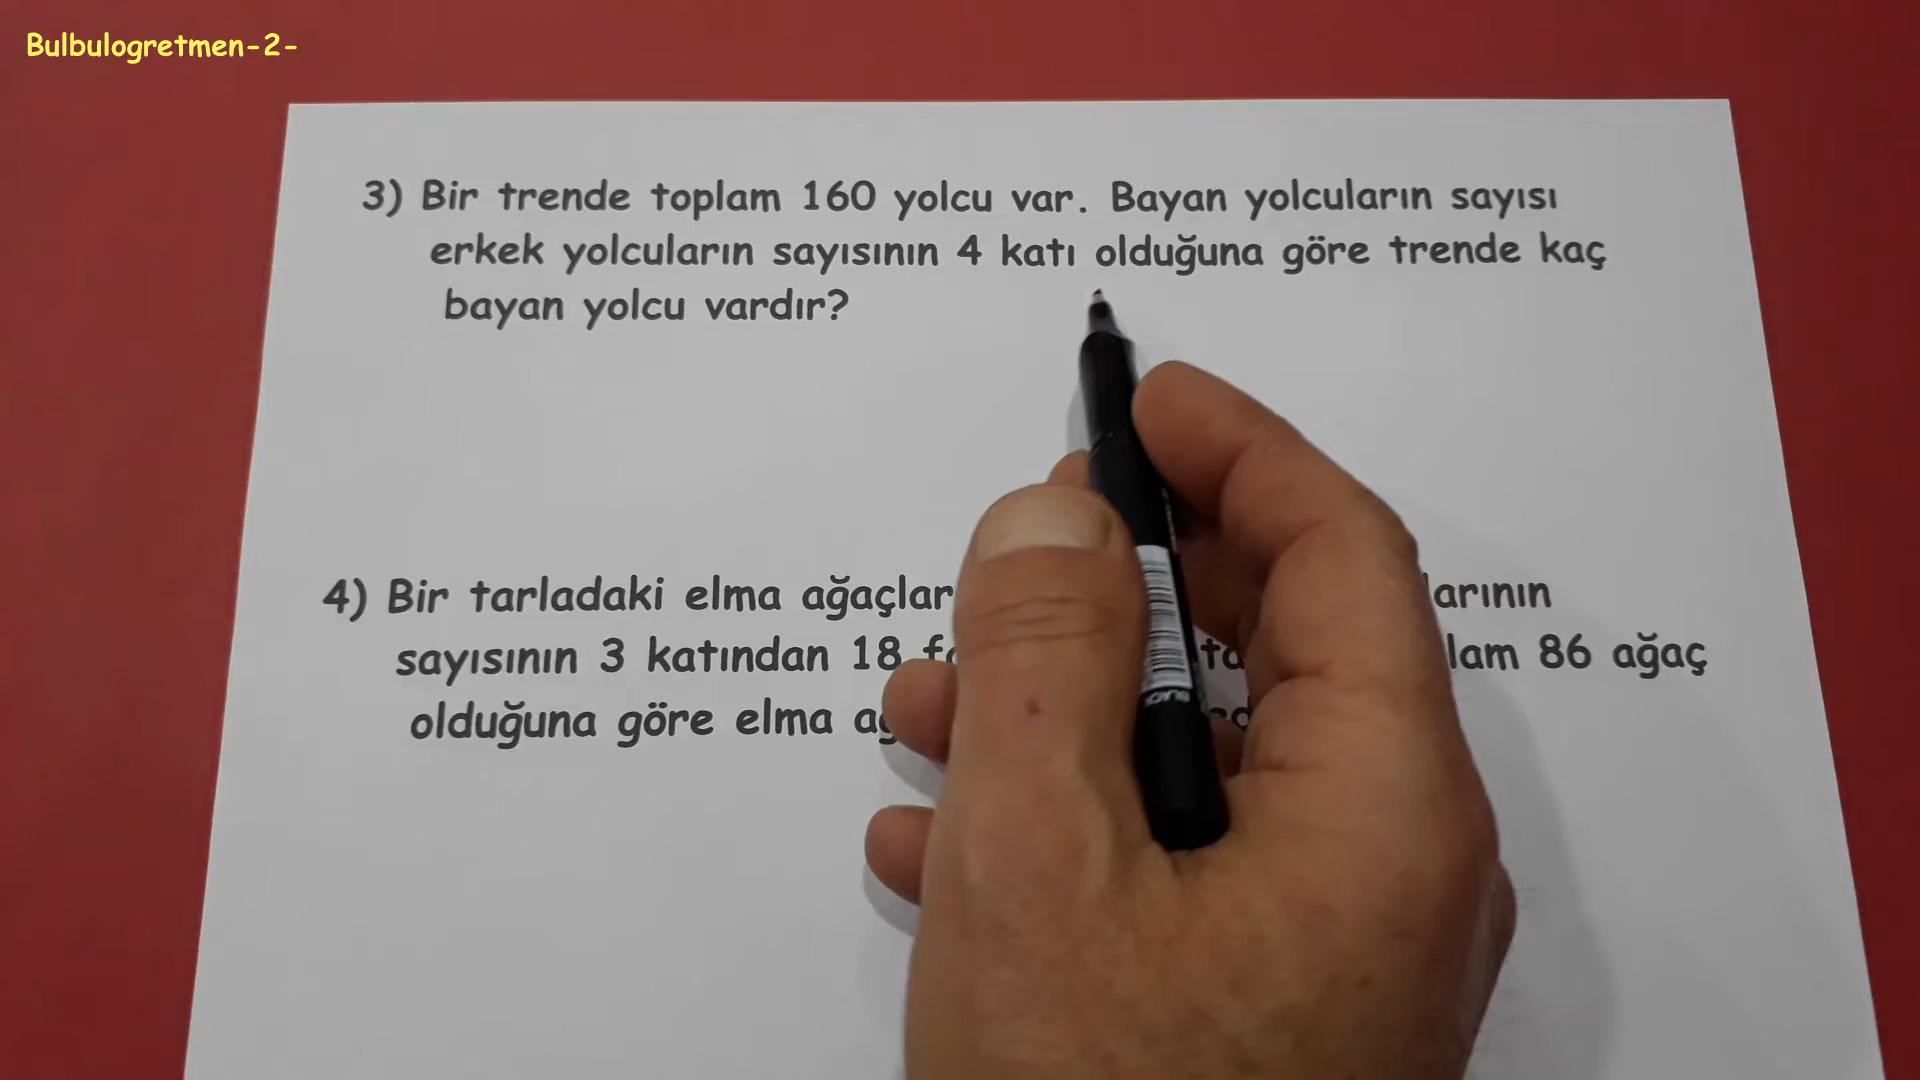 Bulbulogretmen-2-
3) Bir trende toplam 160 yolcu var. Bayan yolcuların sayısı
erkek yolcuların sayısının 4 katı olduğuna göre trende kaç
bayan yolcu vardır?
4) Bir tarladaki elma ağaçlar arının
sayısının 3 katından 18 lam 86 ağaç
olduğuna göre elma